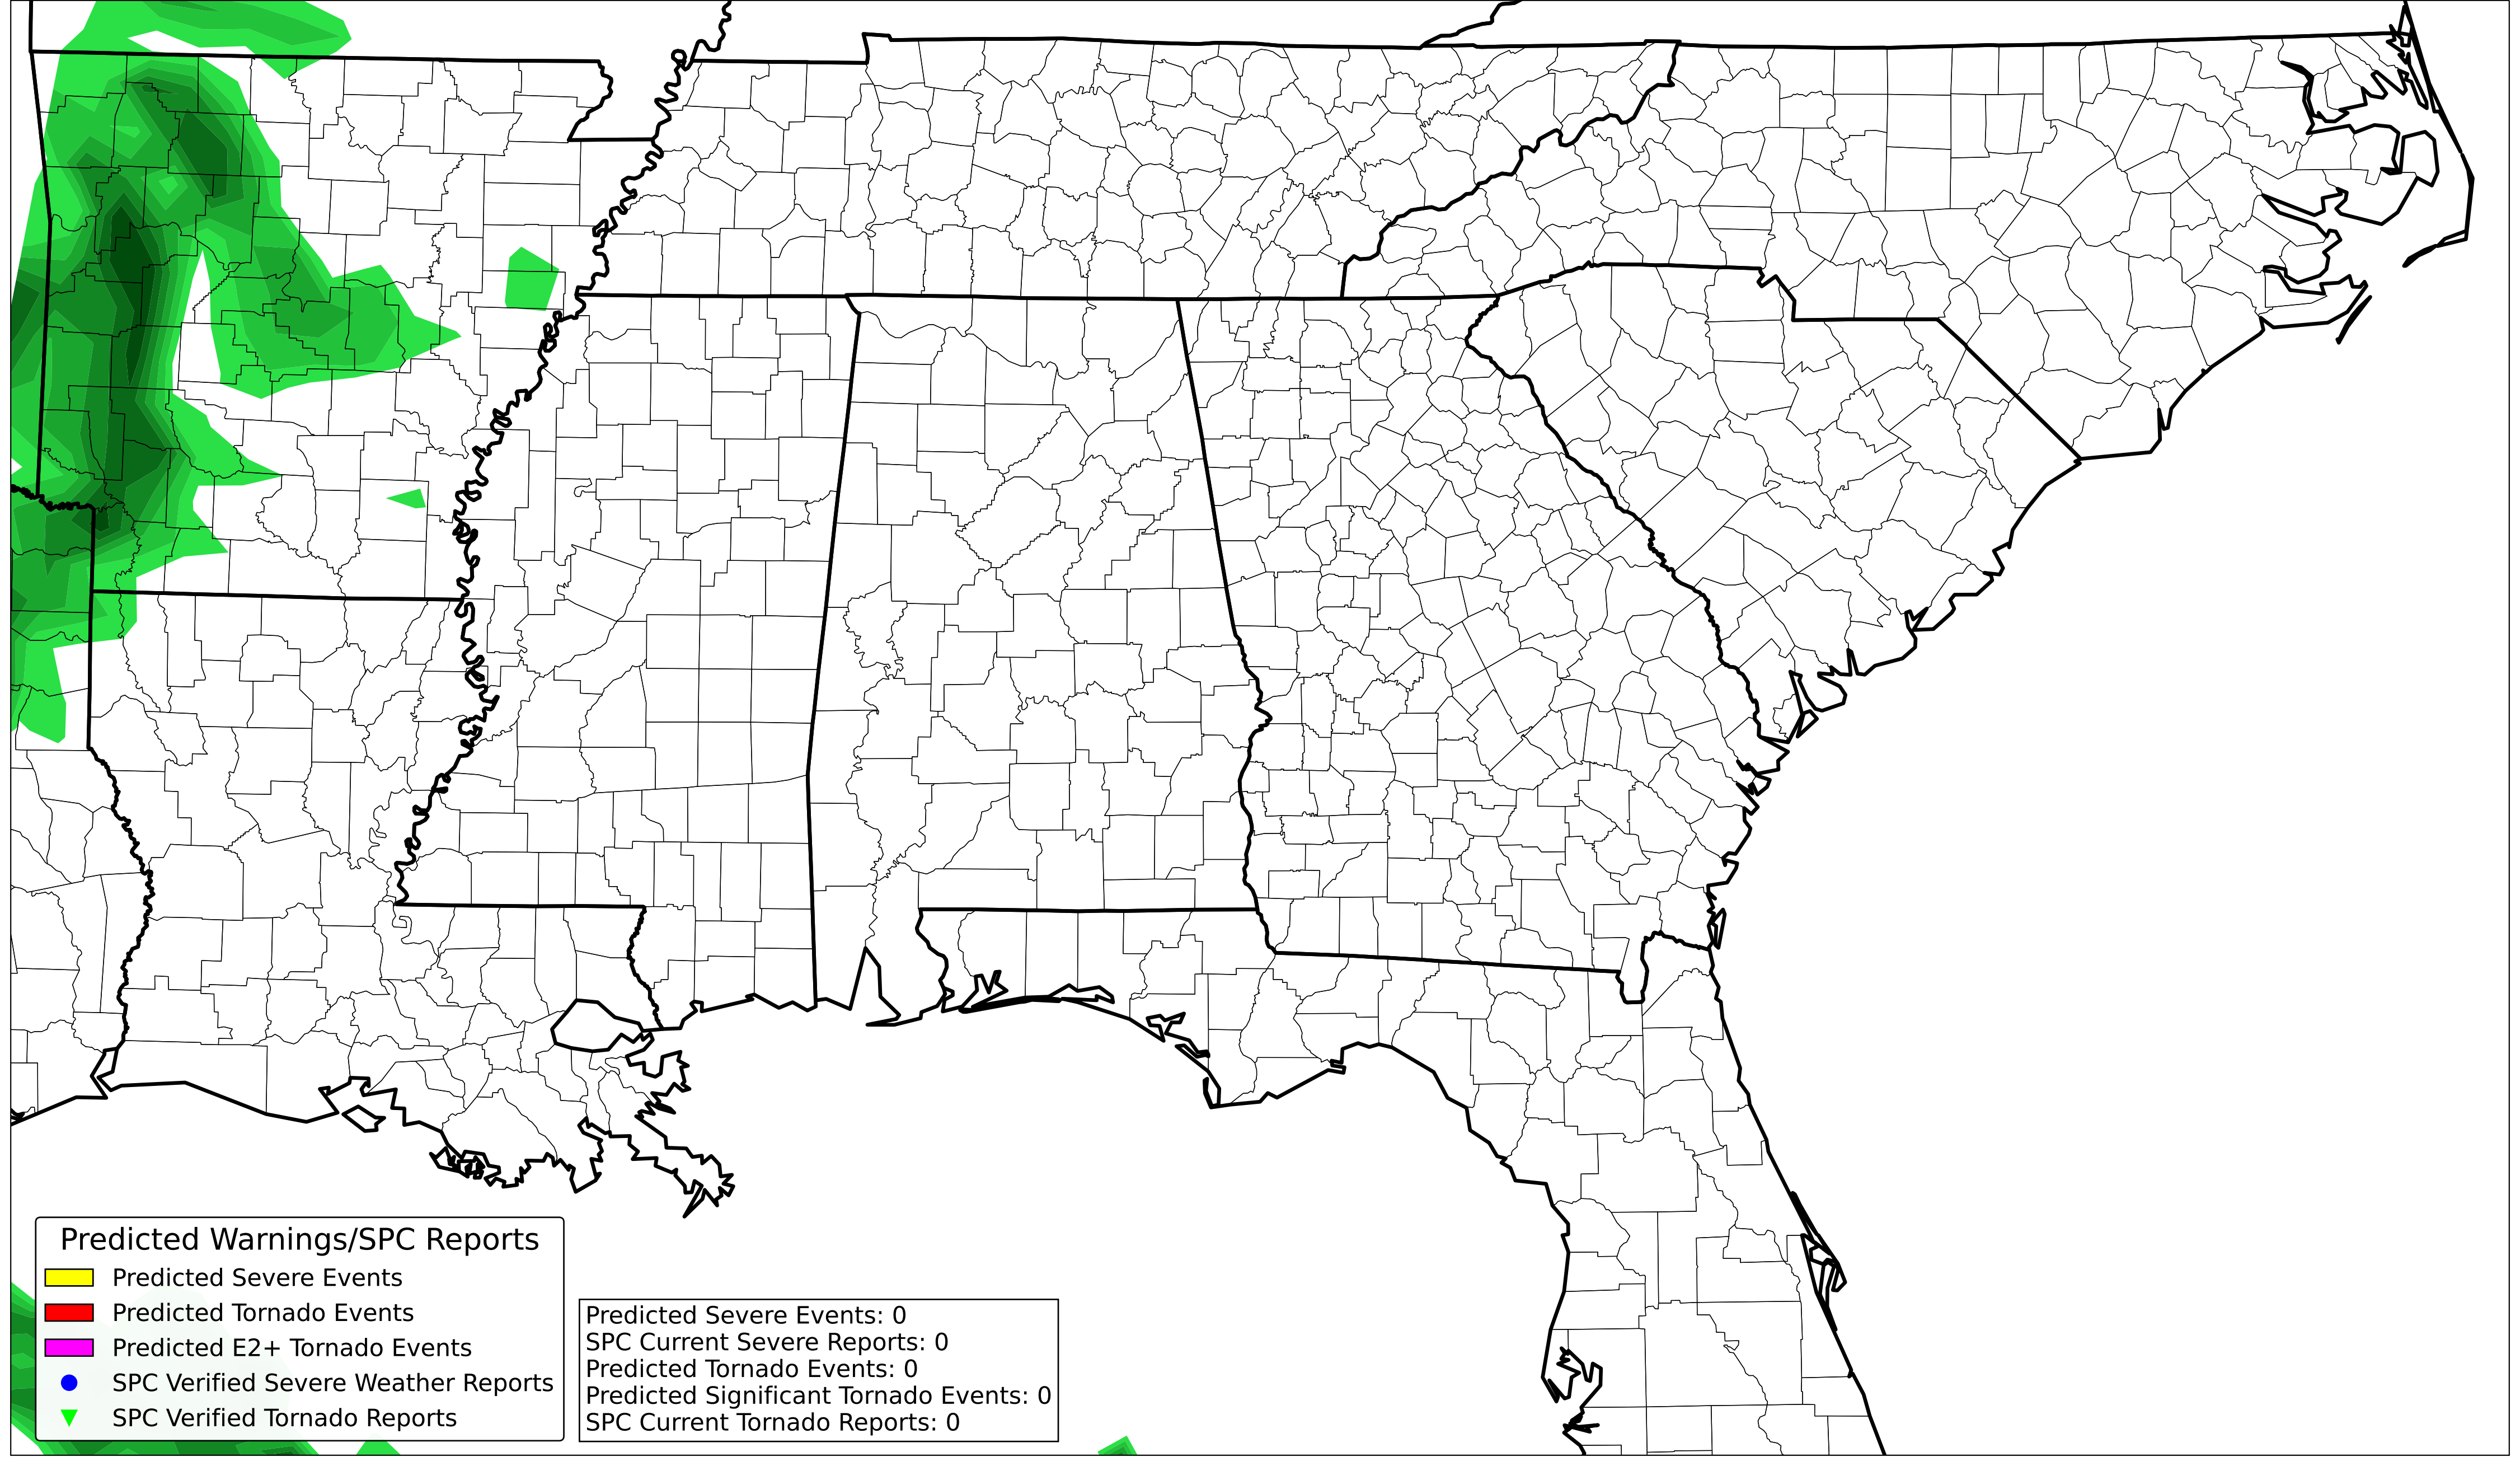 Predicted Warnings/SPC Reports
Predicted Severe Events
Predicted Tornado Events
Predicted E2+ Tornado Events
SPC Verified Severe Weather Reports
SPC Verified Tornado Reports
Predicted Severe Events: 0
SPC Current Severe Reports: 0
Predicted Tornado Events: 0
Predicted Significant Tornado Events: 0
SPC Current Tornado Reports: 0